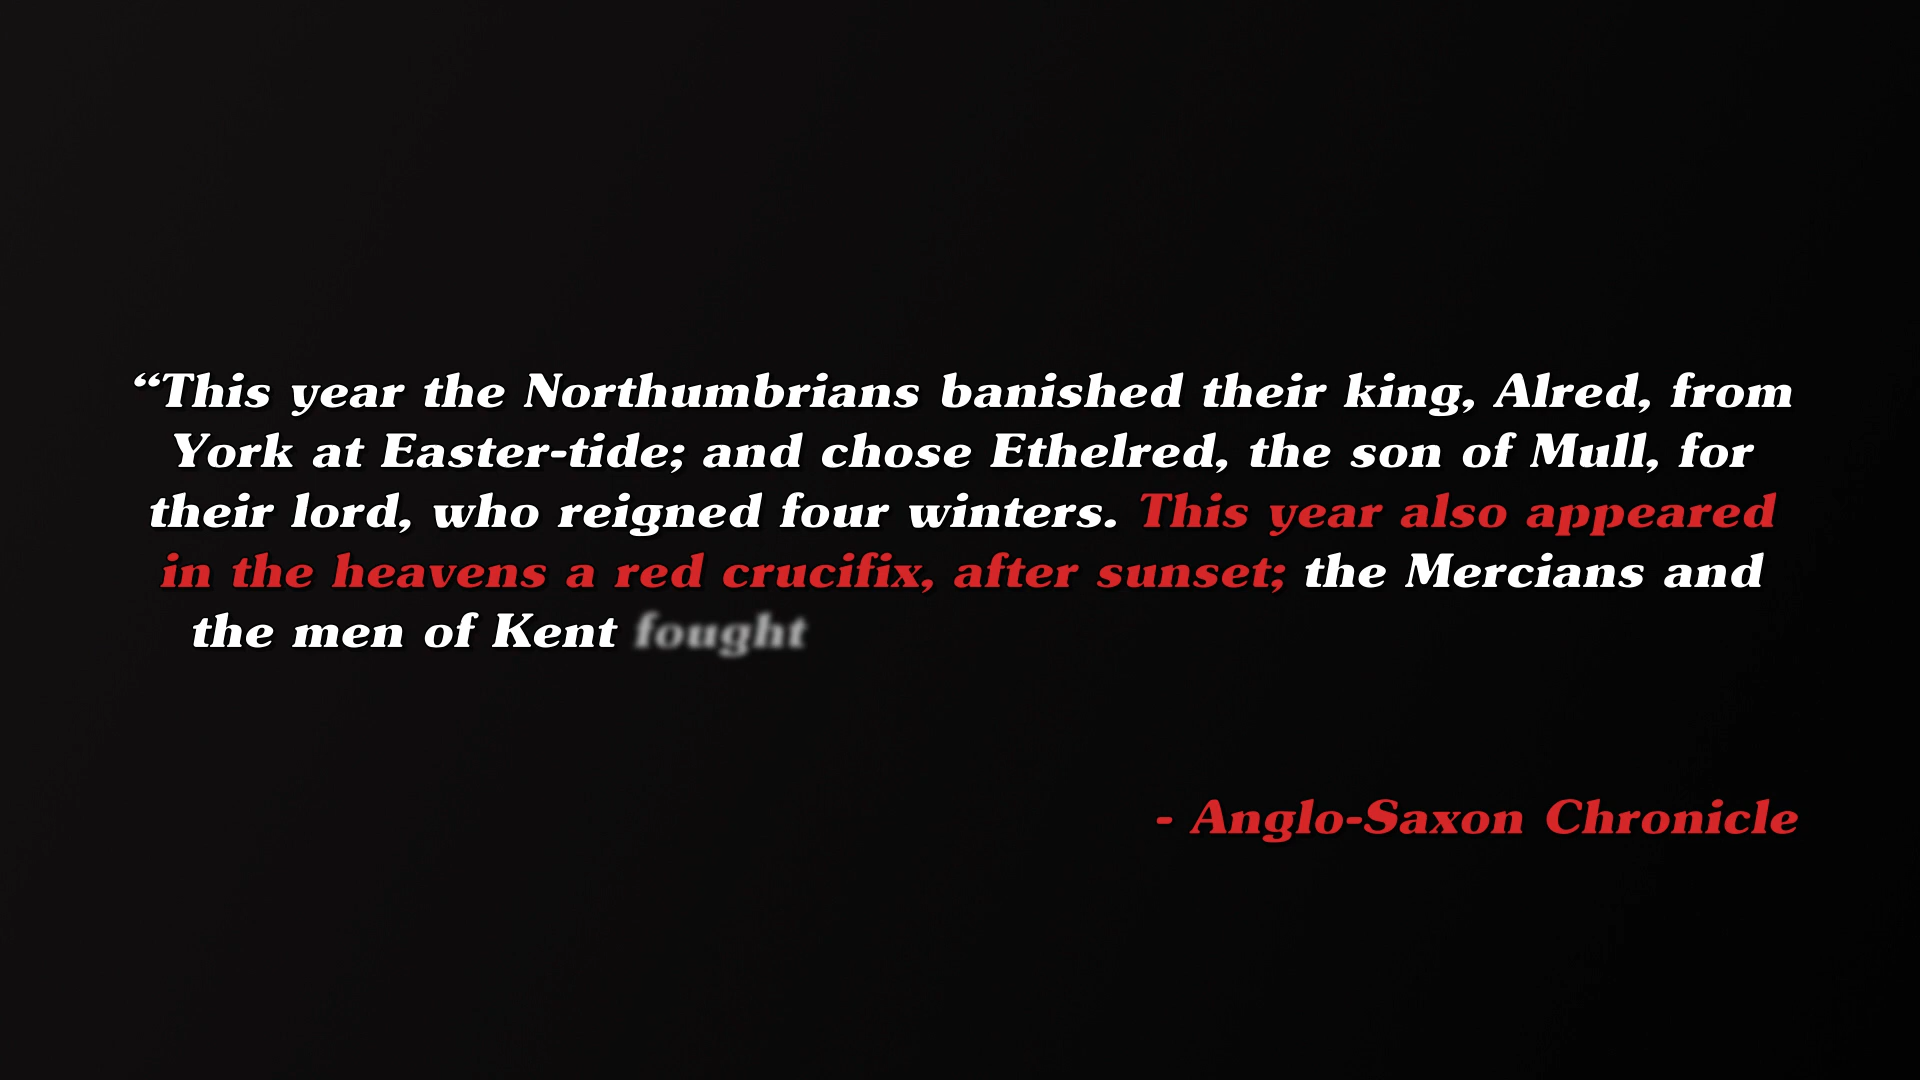 “This year the Northumbrians banished their king, Alred, from
York at Easter-tide; and chose Ethelred, the son of Mull, for
their lord, who reigned four winters. This year also appeared
in the heavens a red crucifix, after sunset; the Mercians and
the men of Kent fought
- Anglo-Saxon Chronicle